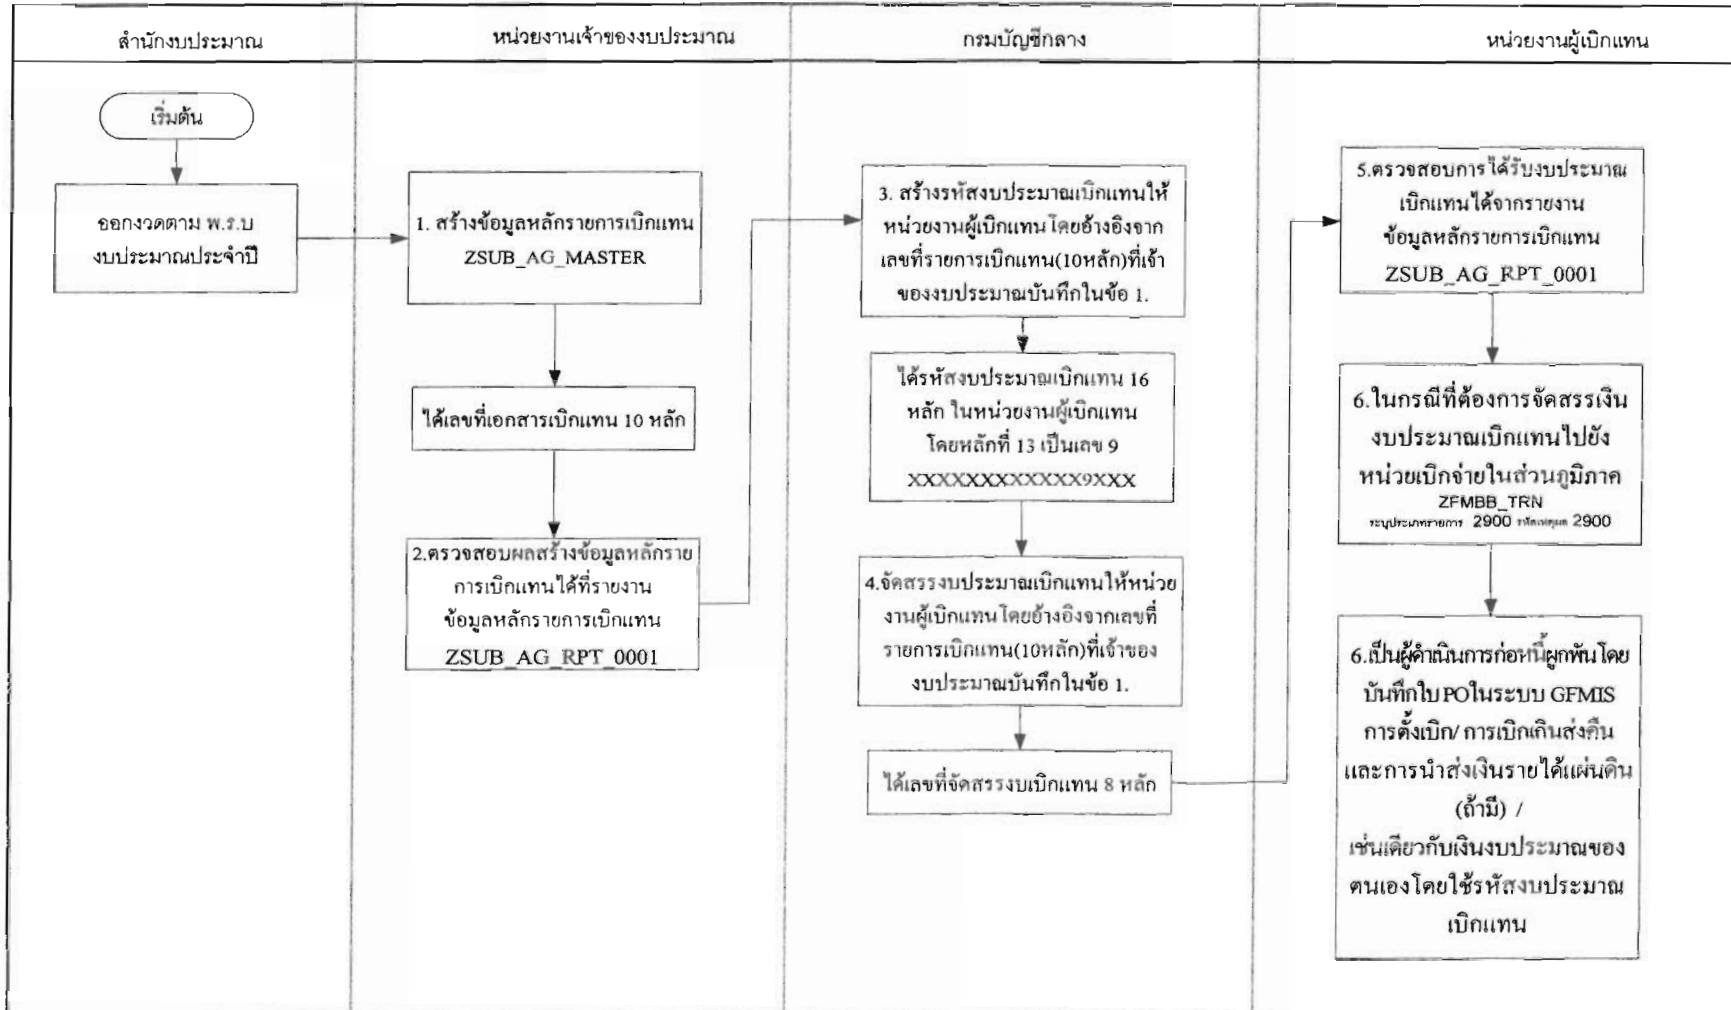 สำนักงบประมาณ
หน่วยงานเจ้าของงบประมาณ
กรมบัญชีกลาง
หน่วยงานผู้เบิกแทน
เริ่มต้น
ออกงวดตาม พ.ร.บ
งบประมาณประจำปี
1. สร้างข้อมูลหลักรายการเบิกแทน
ZSUB_AG_MASTER
ได้เลขที่เอกสารเบิกแทน 10 หลัก
2.ตรวจสอบผลสร้างข้อมูลหลักราย
การเบิกแทนได้ที่รายงาน
ข้อมูลหลักรายการเบิกแทน
ZSUB_AG_RPT_0001
3. สร้างรหัสงบประมาณเบิกแทนให้
หน่วยงานผู้เบิกแทนโดยอ้างอิงจาก
เลขที่รายการเบิกแทน(10หลัก)ที่เจ้า
ของงบประมาณบันทึกในข้อ 1.
ได้รหัสงบประมาณเบิกแทน 16
หลัก ในหน่วยงานผู้เบิกแทน
โดยหลักที่ 13 เป็นเลข 9
XXXXXXXXXXXX9XXX
4.จัดสรรงบประมาณเบิกแทนให้หน่วย
งานผู้เบิกแทนโดยอ้างอิงจากเลขที่
รายการเบิกแทน(10หลัก)ที่เจ้าของ
งบประมาณบันทึกในข้อ 1.
ได้เลขที่จัดสรรงบเบิกแทน 8 หลัก
5.ตรวจสอบการได้รับงบประมาณ
เบิกแทนได้จากรายงาน
ข้อมูลหลักรายการเบิกแทน
ZSUB_AG_RPT_0001
6.ในกรณีที่ต้องการจัดสรรเงิน
งบประมาณเบิกแทนไปยัง
หน่วยเบิกจ่ายในส่วนภูมิภาค
ZFMBB_TRN
ระบุประเภทรายการ 2900 รหัสเหตุผล 2900
6.เป็นผู้ดำเนินการก่อหนี้ผูกพันโดย
บันทึกใบPOในระบบ GFMIS
การตั้งเบิก/ การเบิกเกินส่งคืน
และการนำส่งเงินรายได้แผ่นดิน
(ถ้ามี) /
เช่นเดียวกับเงินงบประมาณของ
ตนเองโดยใช้รหัสงบประมาณ
เบิกแทน